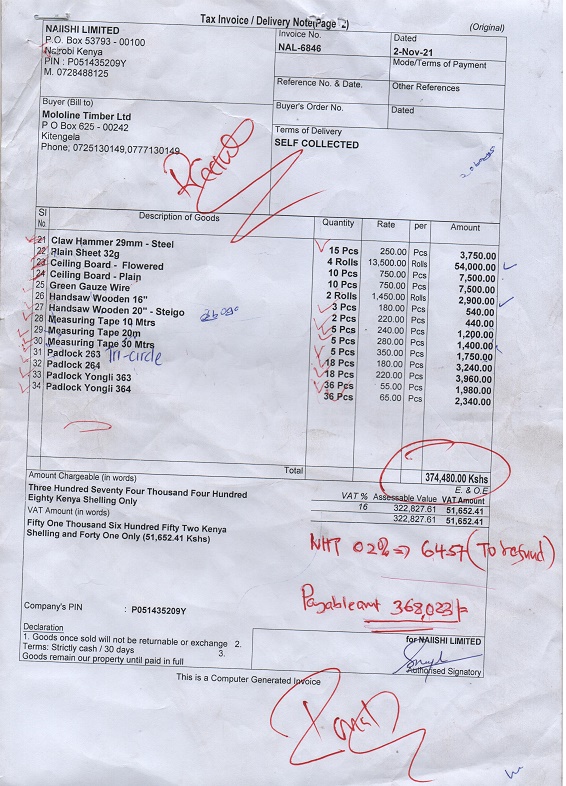 Tax Invoice / Delivery Note(Page 2)
(Original)
NAIISHI LIMITED
P.O. Box 53793 - 00100
Nairobi Kenya
PIN : P051435209Y
M. 0728488125
Invoice No.
NAL-6846
Dated
2-Nov-21
Mode/Terms of Payment
Reference No. & Date.
Other References
Buyer's Order No.
Dated
Buyer (Bill to)
Mololine Timber Ltd
P O Box 625 - 00242
Kitengela
Phone; 0725130149,0777130149
Terms of Delivery
SELF COLLECTED
Sl No. Description of Goods Quantity Rate per Amount
21 Claw Hammer 29mm - Steel 15 Pcs 250.00 Pcs 3,750.00
22 Plain Sheet 32g 4 Rolls 13,500.00 Rolls 54,000.00
23 Ceiling Board - Flowered 10 Pcs 750.00 Pcs 7,500.00
24 Ceiling Board - Plain 10 Pcs 750.00 Pcs 7,500.00
25 Green Gauze Wire 2 Rolls 1,450.00 Rolls 2,900.00
26 Handsaw Wooden 16" 3 Pcs 180.00 Pcs 540.00
27 Handsaw Wooden 20" - Steigo 2 Pcs 220.00 Pcs 440.00
28 Measuring Tape 10 Mtrs 5 Pcs 240.00 Pcs 1,200.00
29 Measuring Tape 20m 5 Pcs 280.00 Pcs 1,400.00
30 Measuring Tape 30 Mtrs 5 Pcs 350.00 Pcs 1,750.00
31 Padlock 263 Tri-circle 18 Pcs 180.00 Pcs 3,240.00
32 Padlock 264 18 Pcs 220.00 Pcs 3,960.00
33 Padlock Yongli 363 36 Pcs 55.00 Pcs 1,980.00
34 Padlock Yongli 364 36 Pcs 65.00 Pcs 2,340.00
Total 374,480.00 Kshs
Amount Chargeable (in words) E. & O.E
Three Hundred Seventy Four Thousand Four Hundred
Eighty Kenya Shelling Only
VAT Amount (in words)
Fifty One Thousand Six Hundred Fifty Two Kenya
Shelling and Forty One Only (51,652.41 Kshs)
VAT % Assessable Value VAT Amount
16 322,827.61 51,652.41
322,827.61 51,652.41
02% => 6457 (To refund)
Payable amt 368,023/=
Company's PIN : P051435209Y
Declaration
1. Goods once sold will not be returnable or exchange 2.
Terms: Strictly cash / 30 days 3.
Goods remain our property until paid in full
for NAIISHI LIMITED
Authorised Signatory
This is a Computer Generated Invoice